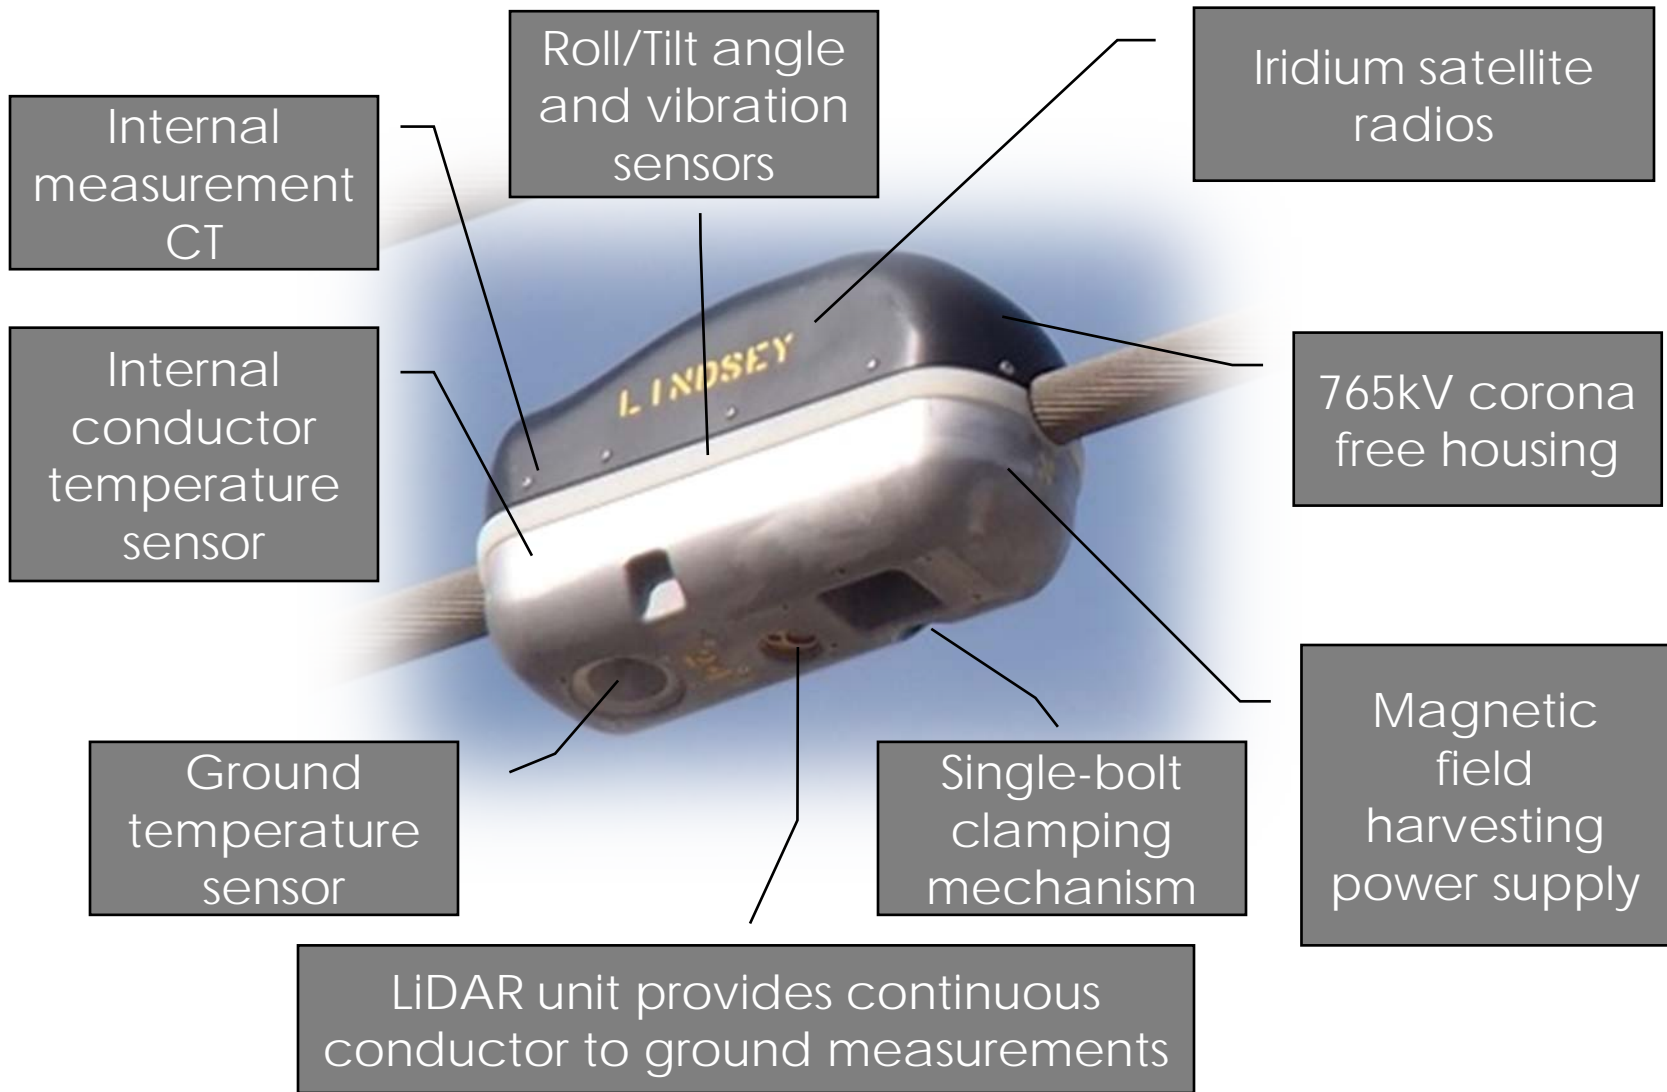 Roll/Tilt angle
and vibration
sensors
Iridium satellite
radios
Internal
measurement
CT
LINDSEY
Internal
conductor
temperature
sensor
765kV corona
free housing
Ground
temperature
sensor
Single-bolt
clamping
mechanism
Magnetic
field
harvesting
power supply
LiDAR unit provides continuous
conductor to ground measurements